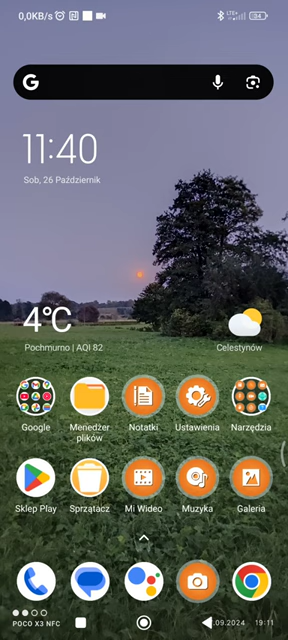 0,0KB/s
LTE+
34
11:40
Sob, 26 Październik
4°C
Pochmurno | AQI 82
Celestynów
Google
Menedżer plików
Notatki
Ustawienia
Narzędzia
Sklep Play
Sprzątacz
Mi Wideo
Muzyka
Galeria
POCO X3 NFC
.09.2024 19:11